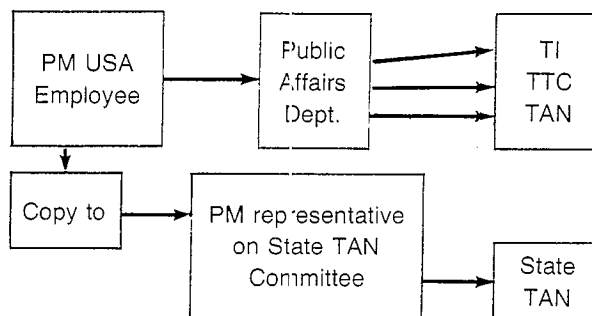 PM USA
Employee
Public
Affairs
Dept.
TI
TTC
TAN
Copy to
PM representative
on State TAN
Committee
State
TAN